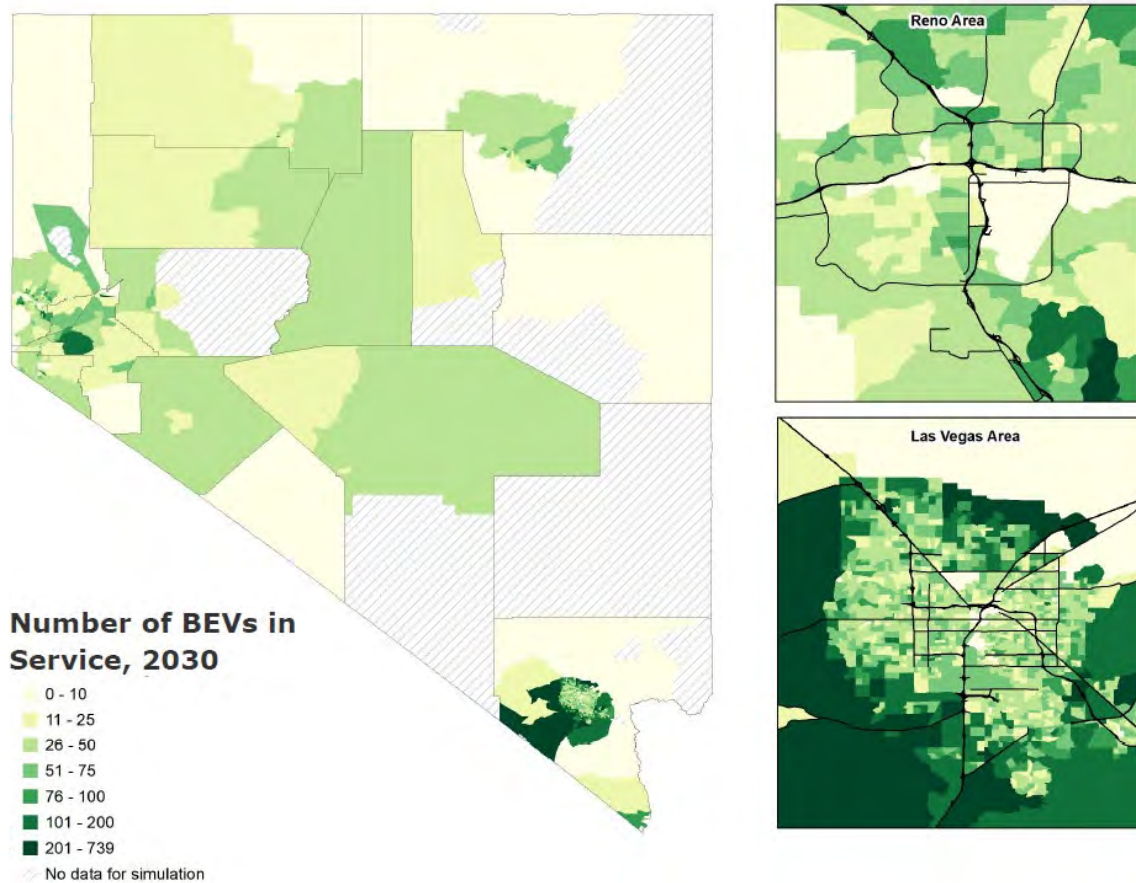 Reno Area
Las Vegas Area
Number of BEVs in
Service, 2030
0 - 10
11 - 25
26 - 50
51 - 75
76 - 100
101 - 200
201 - 739
No data for simulation